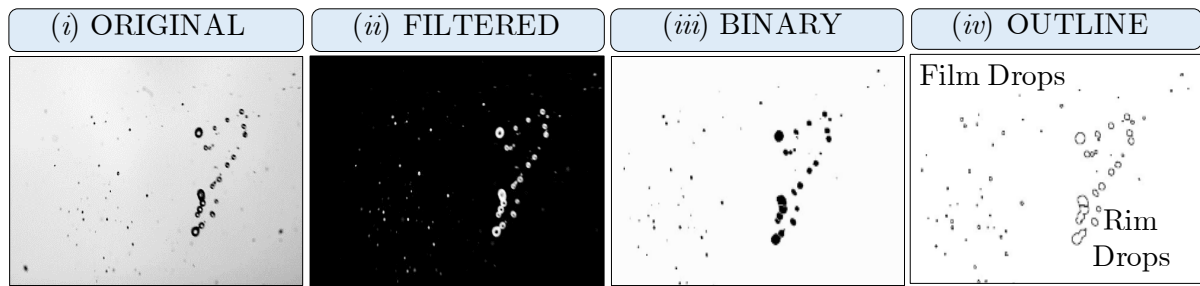 (i) ORIGINAL
(ii) FILTERED
(iii) BINARY
(iv) OUTLINE
Film Drops
Rim
Drops